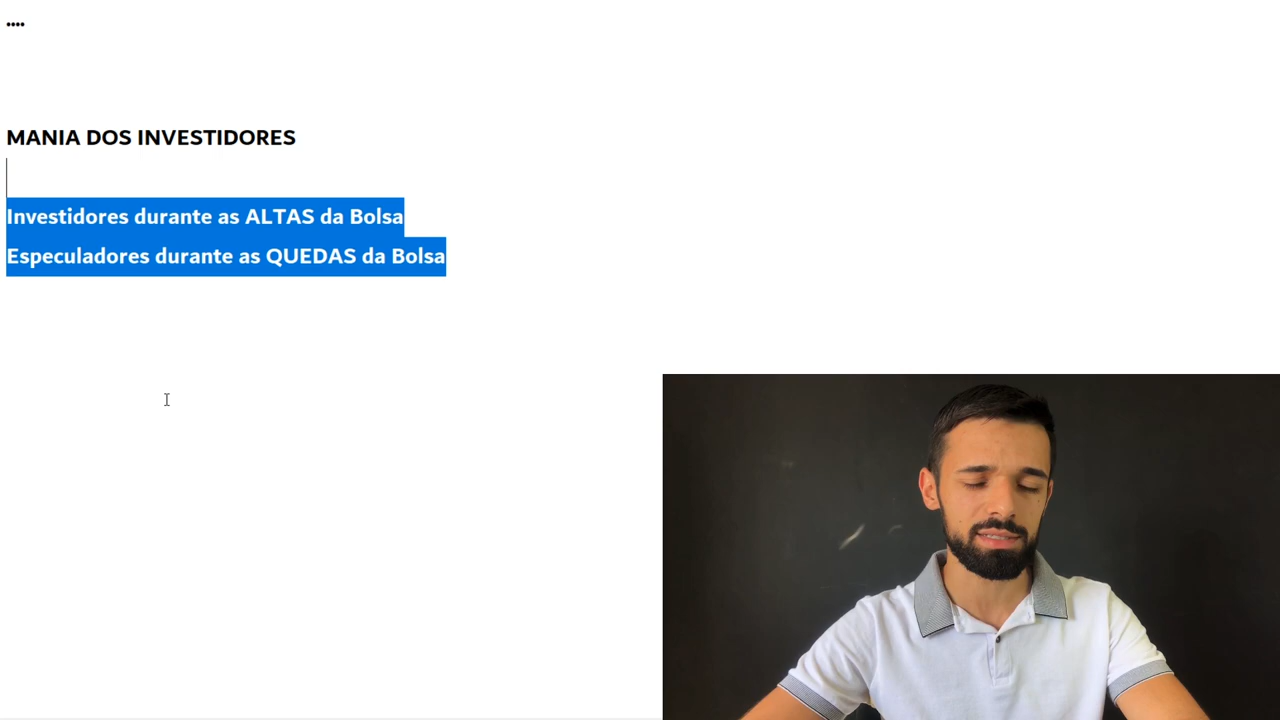 ••••
MANIA DOS INVESTIDORES
Investidores durante as ALTAS da Bolsa
Especuladores durante as QUEDAS da Bolsa